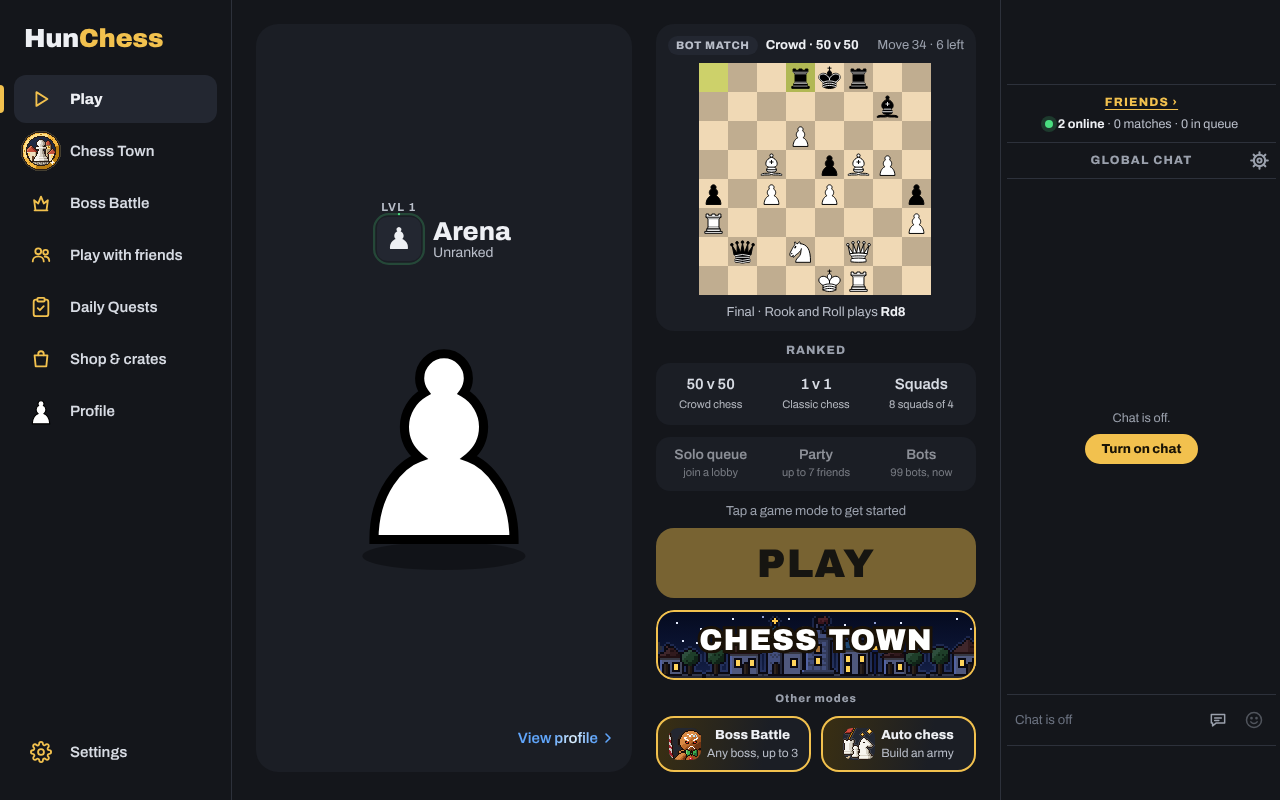 HunChess
Play
Chess Town
Boss Battle
Play with friends
Daily Quests
Shop & crates
Profile
Settings
LVL 1
Arena
Unranked
View profile
BOT MATCH Crowd · 50 v 50 Move 34 · 6 left
Final · Rook and Roll plays Rd8
RANKED
50 v 50 1 v 1 Squads
Crowd chess Classic chess 8 squads of 4
Solo queue Party Bots
join a lobby up to 7 friends 99 bots, now
Tap a game mode to get started
PLAY
CHESS TOWN
Other modes
Boss Battle
Any boss, up to 3
Auto chess
Build an army
FRIENDS ›
2 online · 0 matches · 0 in queue
GLOBAL CHAT
Chat is off.
Turn on chat
Chat is off